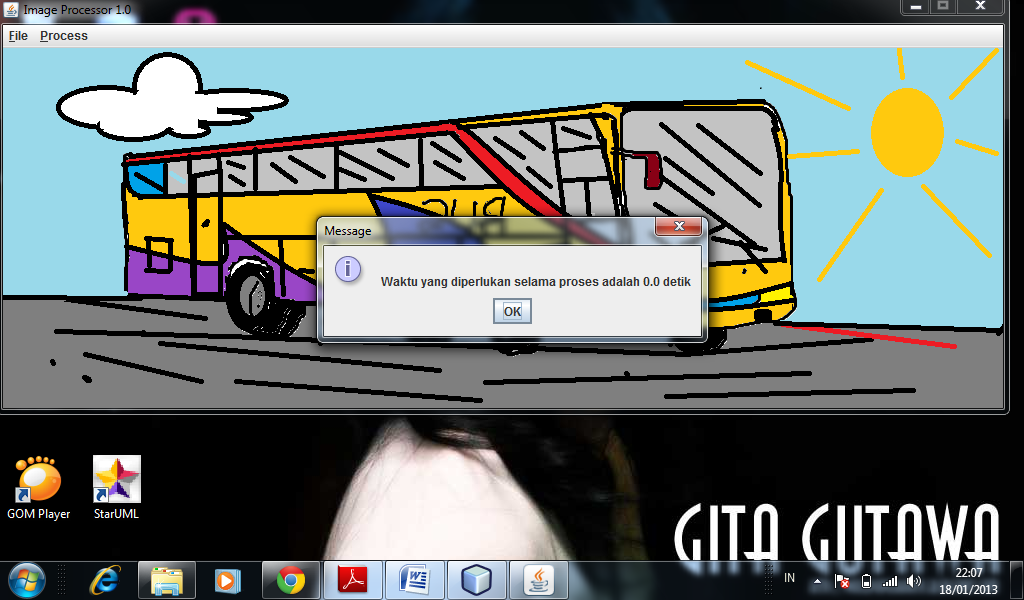 Image Processor 1.0
File Process
Message
Waktu yang diperlukan selama proses adalah 0.0 detik
OK
GOM Player
StarUML
GITA GUTAWA
IN
22:07
18/01/2013